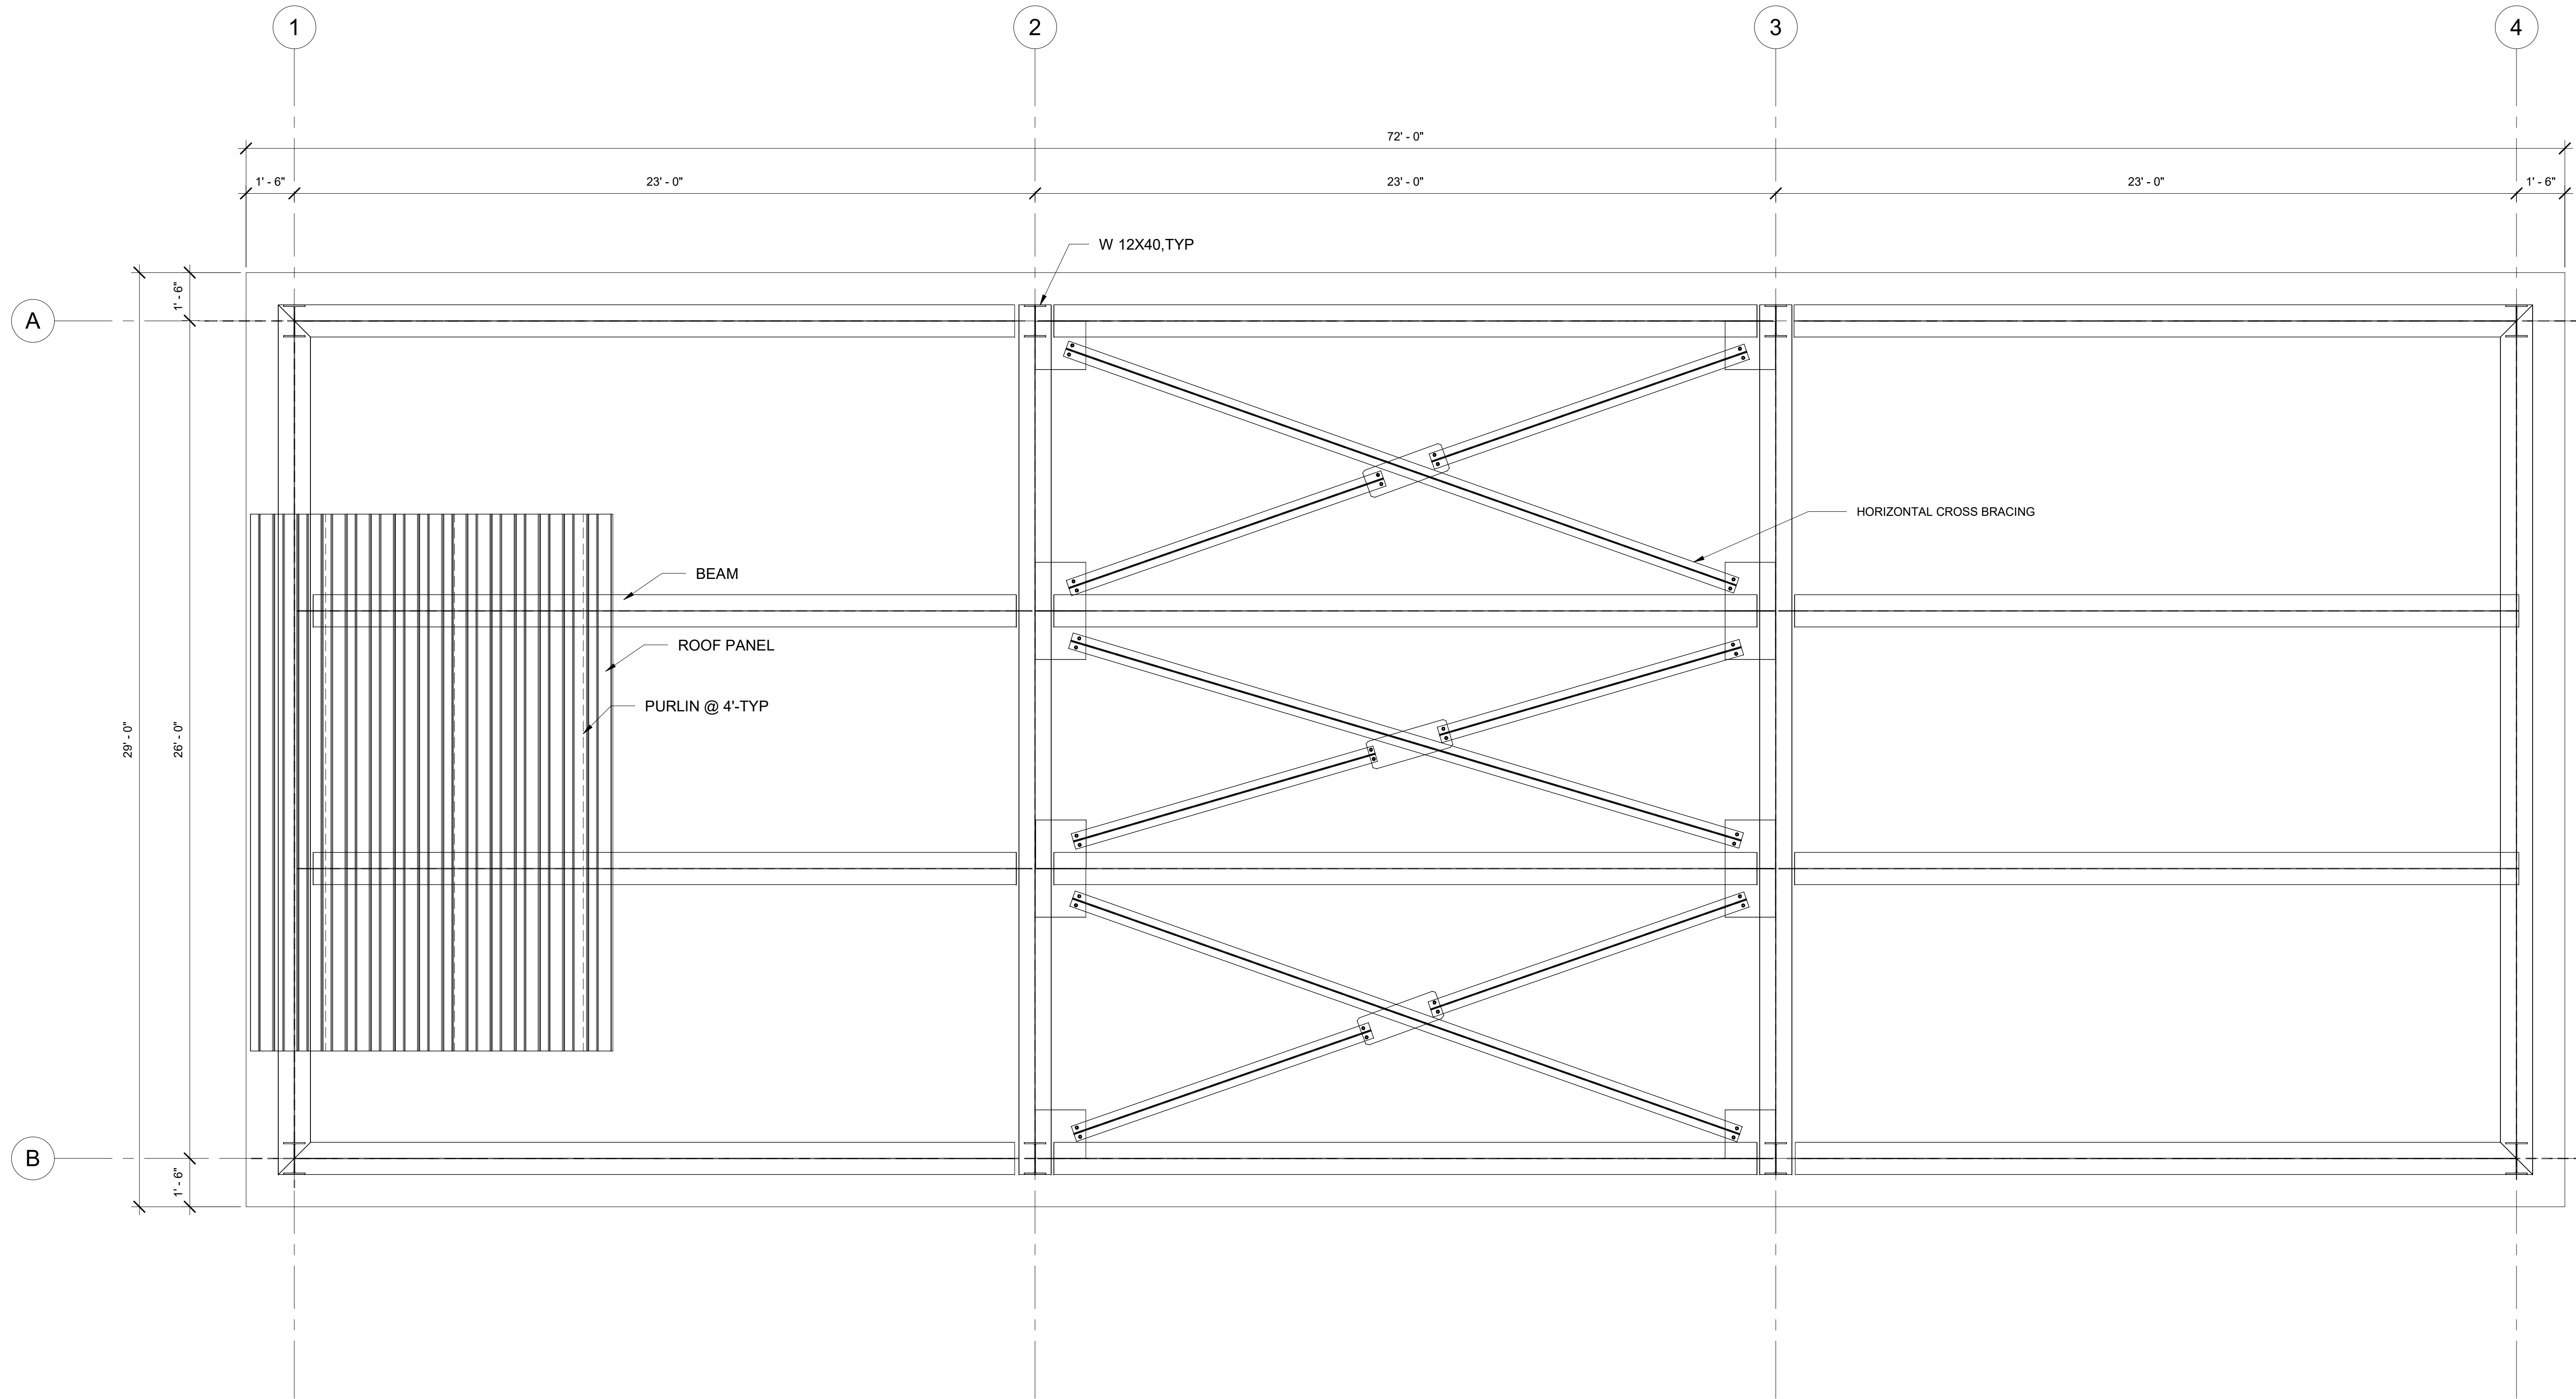 1
2
3
4
72' - 0"
1' - 6"
23' - 0"
23' - 0"
23' - 0"
1' - 6"
W 12X40,TYP
1' - 6"
A
HORIZONTAL CROSS BRACING
BEAM
ROOF PANEL
PURLIN @ 4'-TYP
29' - 0"
26' - 0"
B
1' - 6"